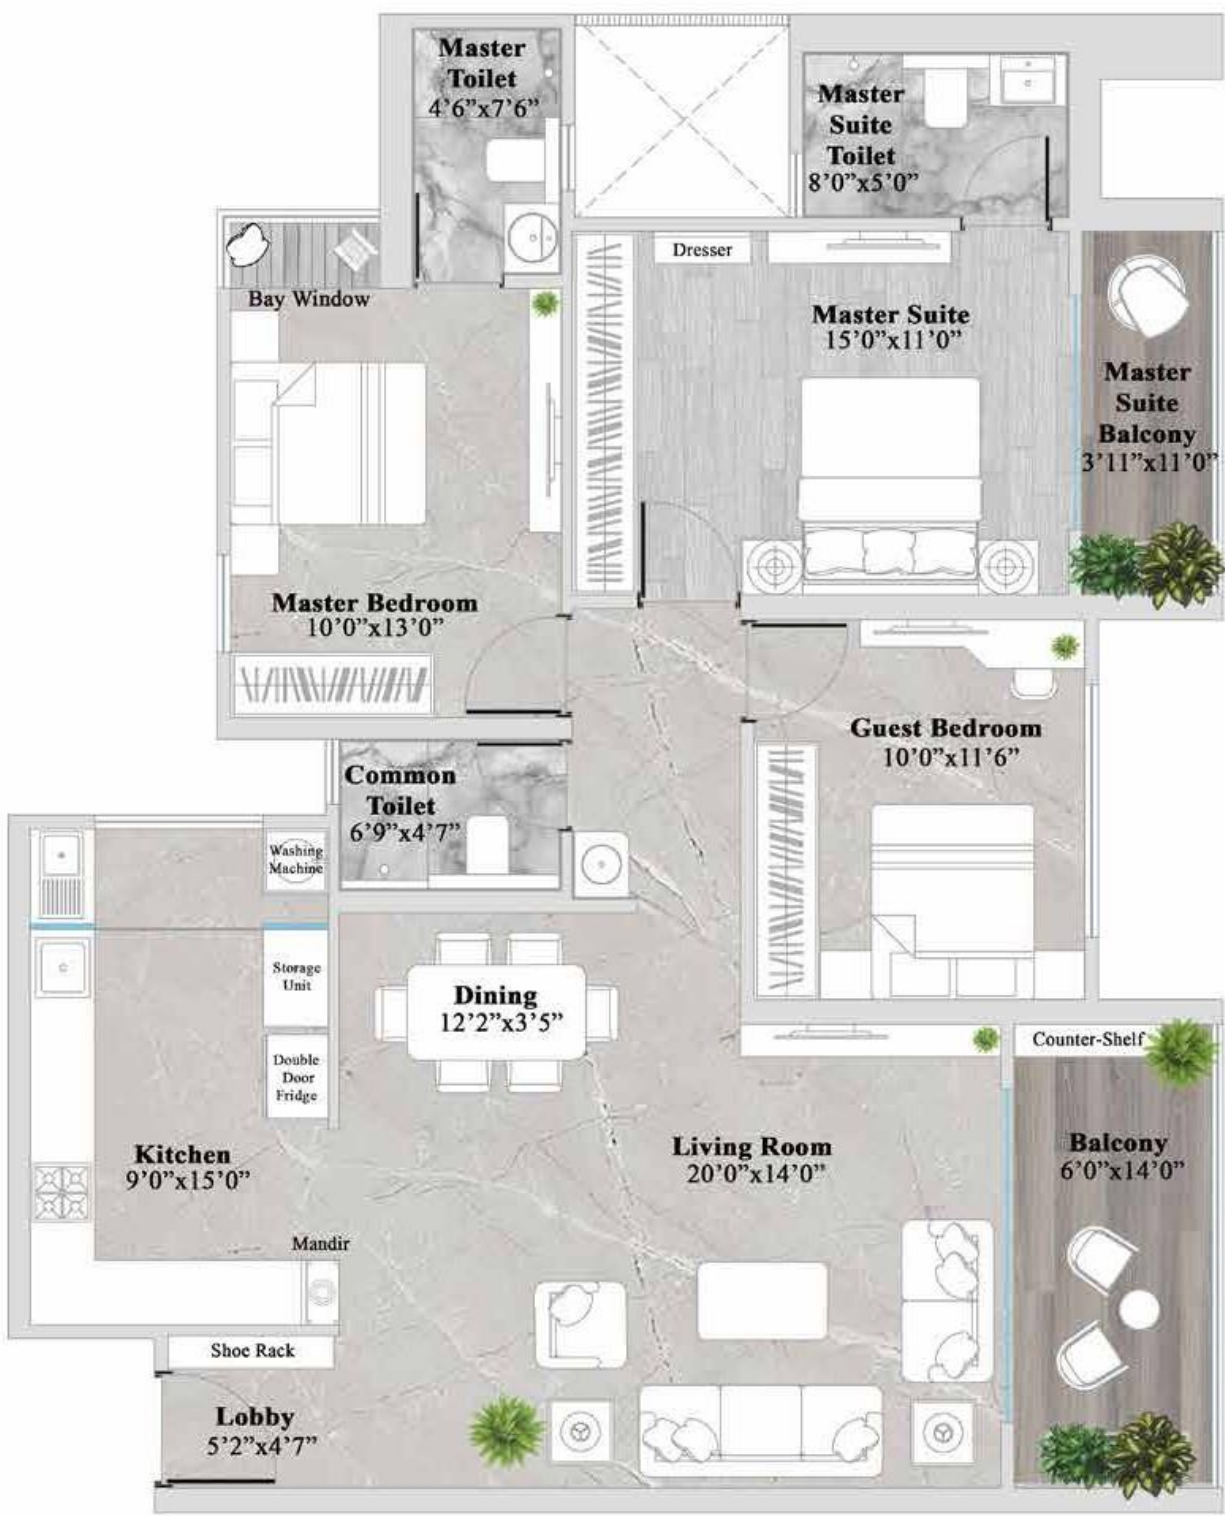 Master
Toilet
4’6”x7’6”
Master
Suite
Toilet
8’0”x5’0”
Bay Window
Dresser
Master Suite
15’0”x11’0”
Master
Suite
Balcony
3’11”x11’0”
Master Bedroom
10’0”x13’0”
Guest Bedroom
10’0”x11’6”
Common
Toilet
6’9”x4’7”
Washing
Machine
Storage
Unit
Dining
12’2”x3’5”
Double
Door
Fridge
Counter-Shelf
Kitchen
9’0”x15’0”
Living Room
20’0”x14’0”
Balcony
6’0”x14’0”
Mandir
Shoe Rack
Lobby
5’2”x4’7”